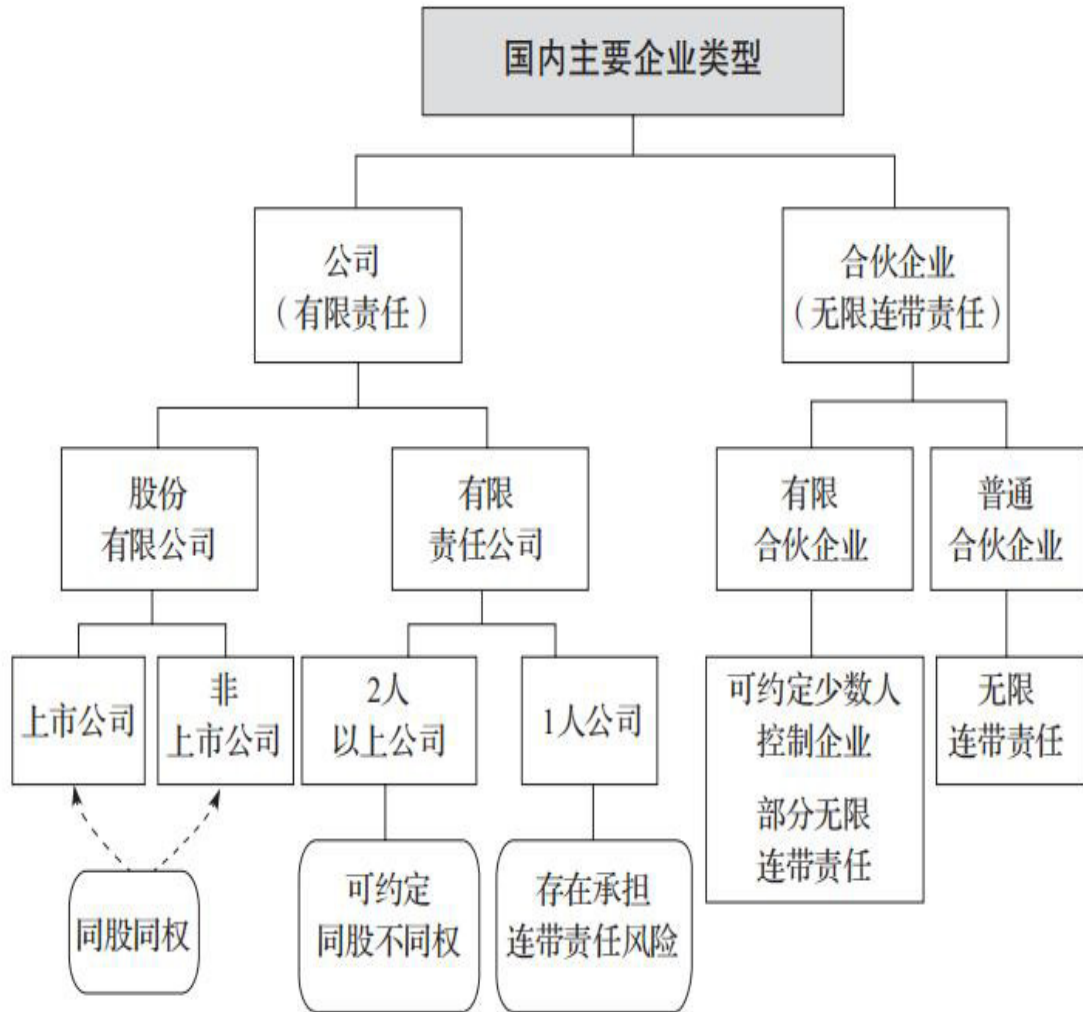 国内主要企业类型
公司
（有限责任）
合伙企业
（无限连带责任）
股份
有限公司
有限
责任公司
有限
合伙企业
普通
合伙企业
上市公司
非
上市公司
2人
以上公司
1人公司
可约定少数人
控制企业
部分无限
连带责任
无限
连带责任
同股同权
可约定
同股不同权
存在承担
连带责任风险